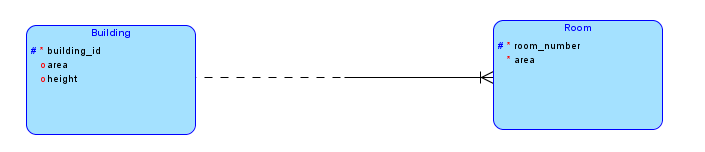 Building
# * building_id
o area
o height
Room
# * room_number
* area